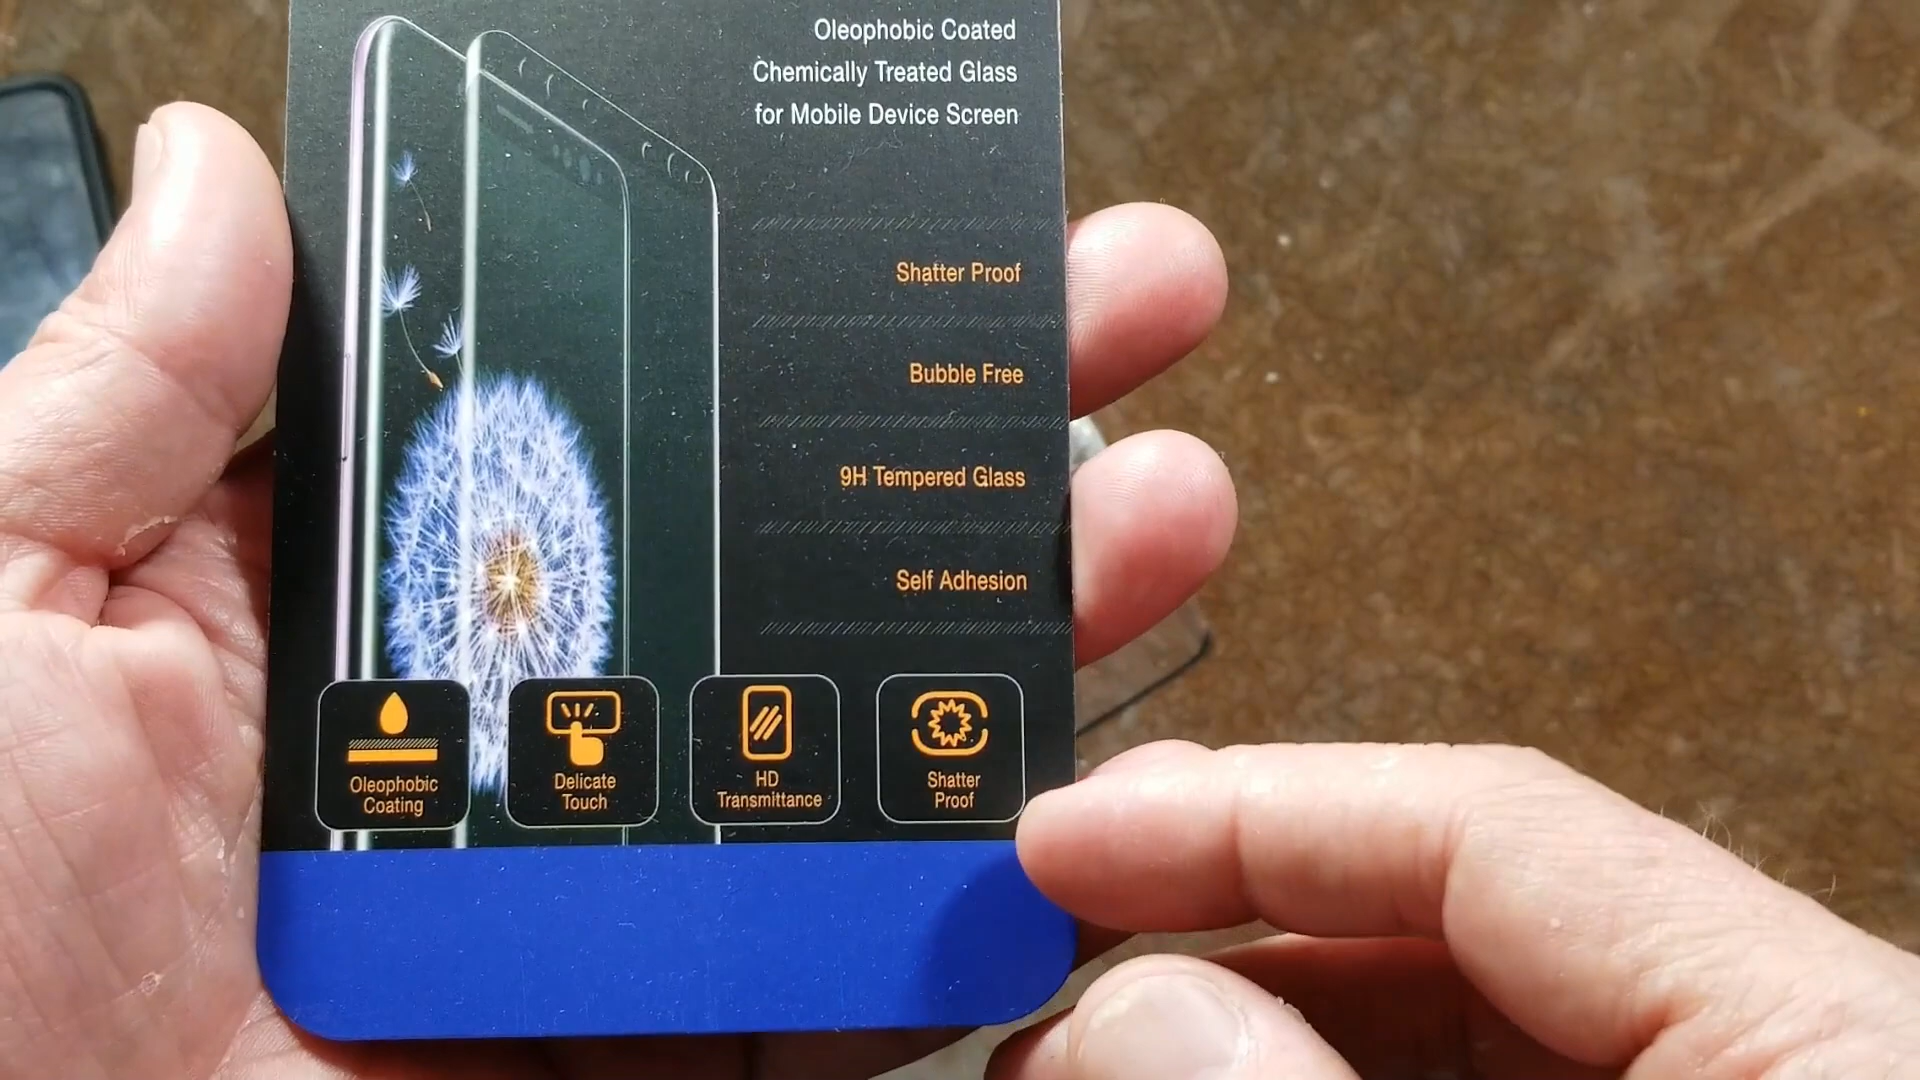 Oleophobic Coated
Chemically Treated Glass
for Mobile Device Screen
Shatter Proof
Bubble Free
9H Tempered Glass
Self Adhesion
Oleophobic
Coating
Delicate
Touch
HD
Transmittance
Shatter
Proof